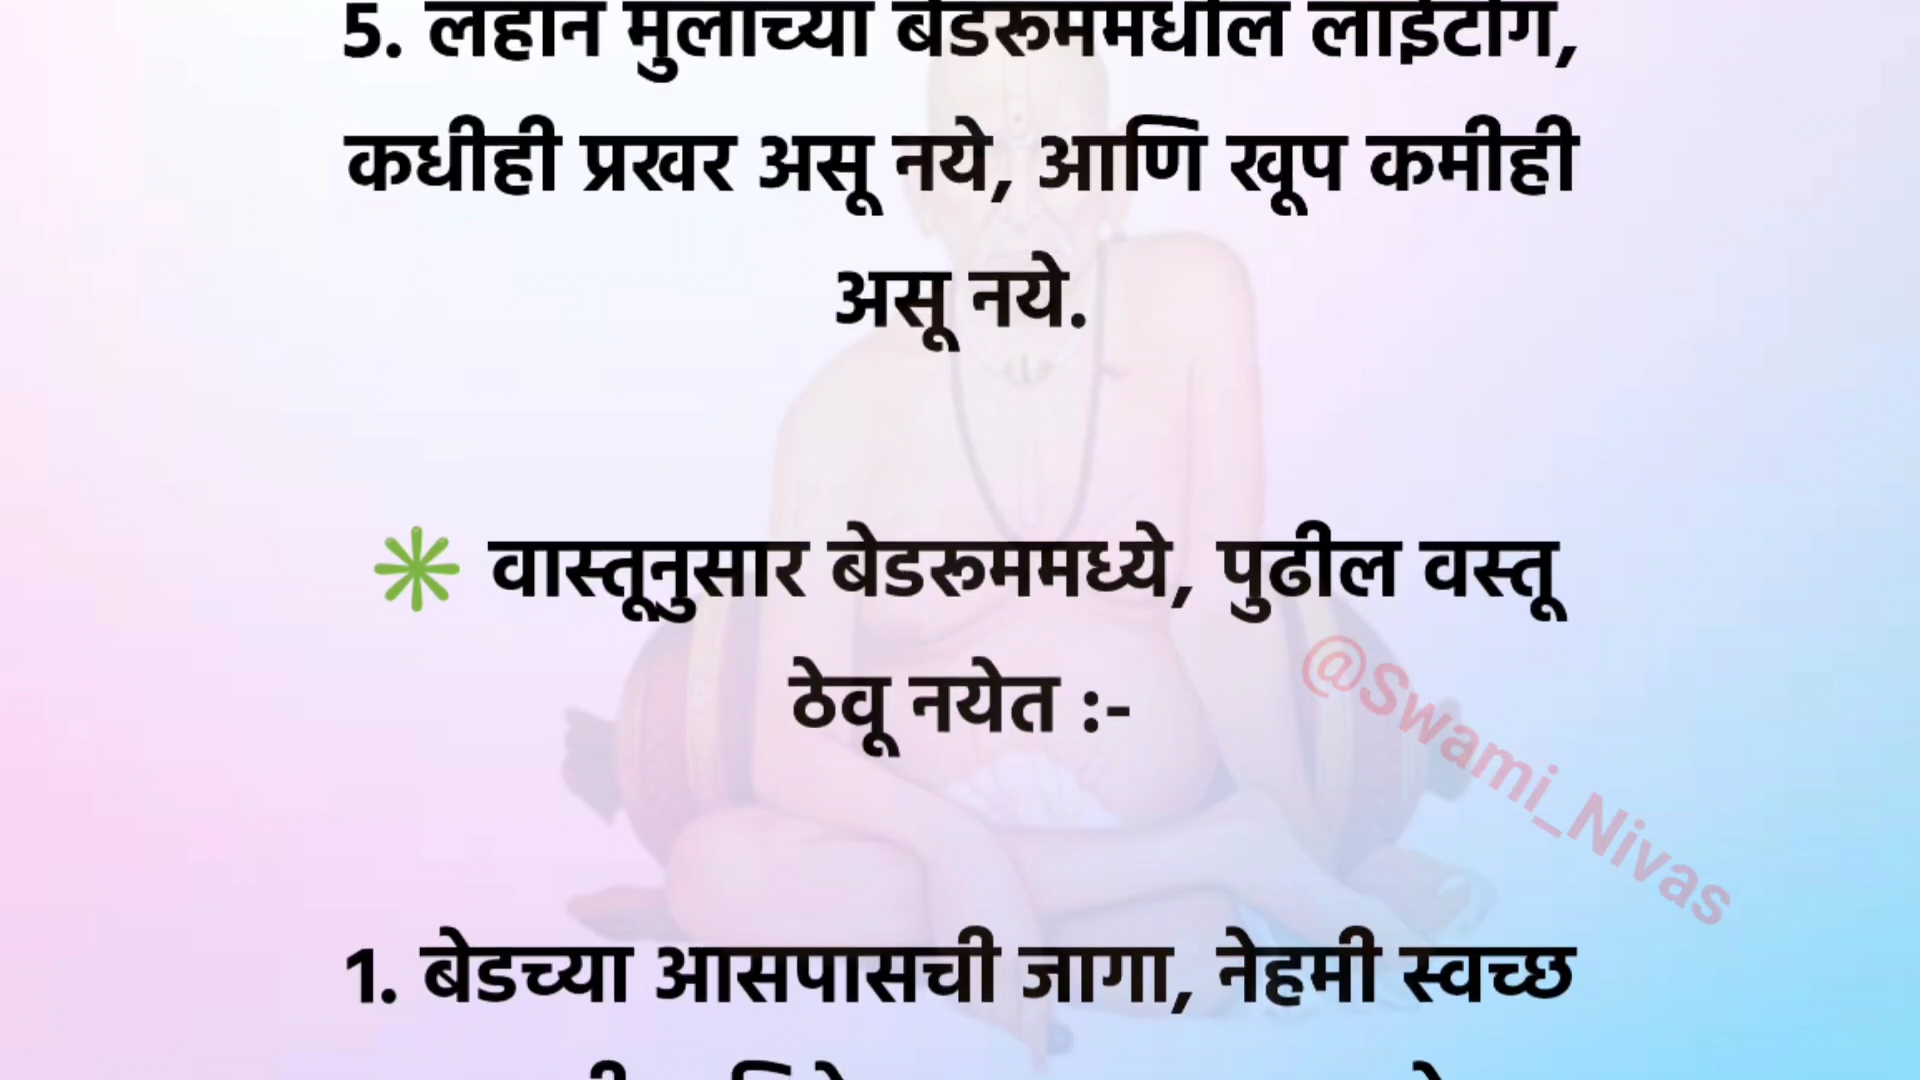 5. लहान मुलांच्या बेडरूममधील लाईटींग,
कधीही प्रखर असू नये, आणि खूप कमीही
असू नये.
✳️ वास्तूनुसार बेडरूममध्ये, पुढील वस्तू
ठेवू नयेत :-
@Swami_Nivas
1. बेडच्या आसपासची जागा, नेहमी स्वच्छ